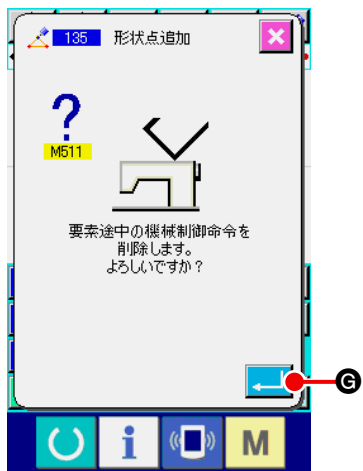 135 形状点追加
?
M511
要素途中の機械制御命令を
削除します。
よろしいですか？
G
i
M